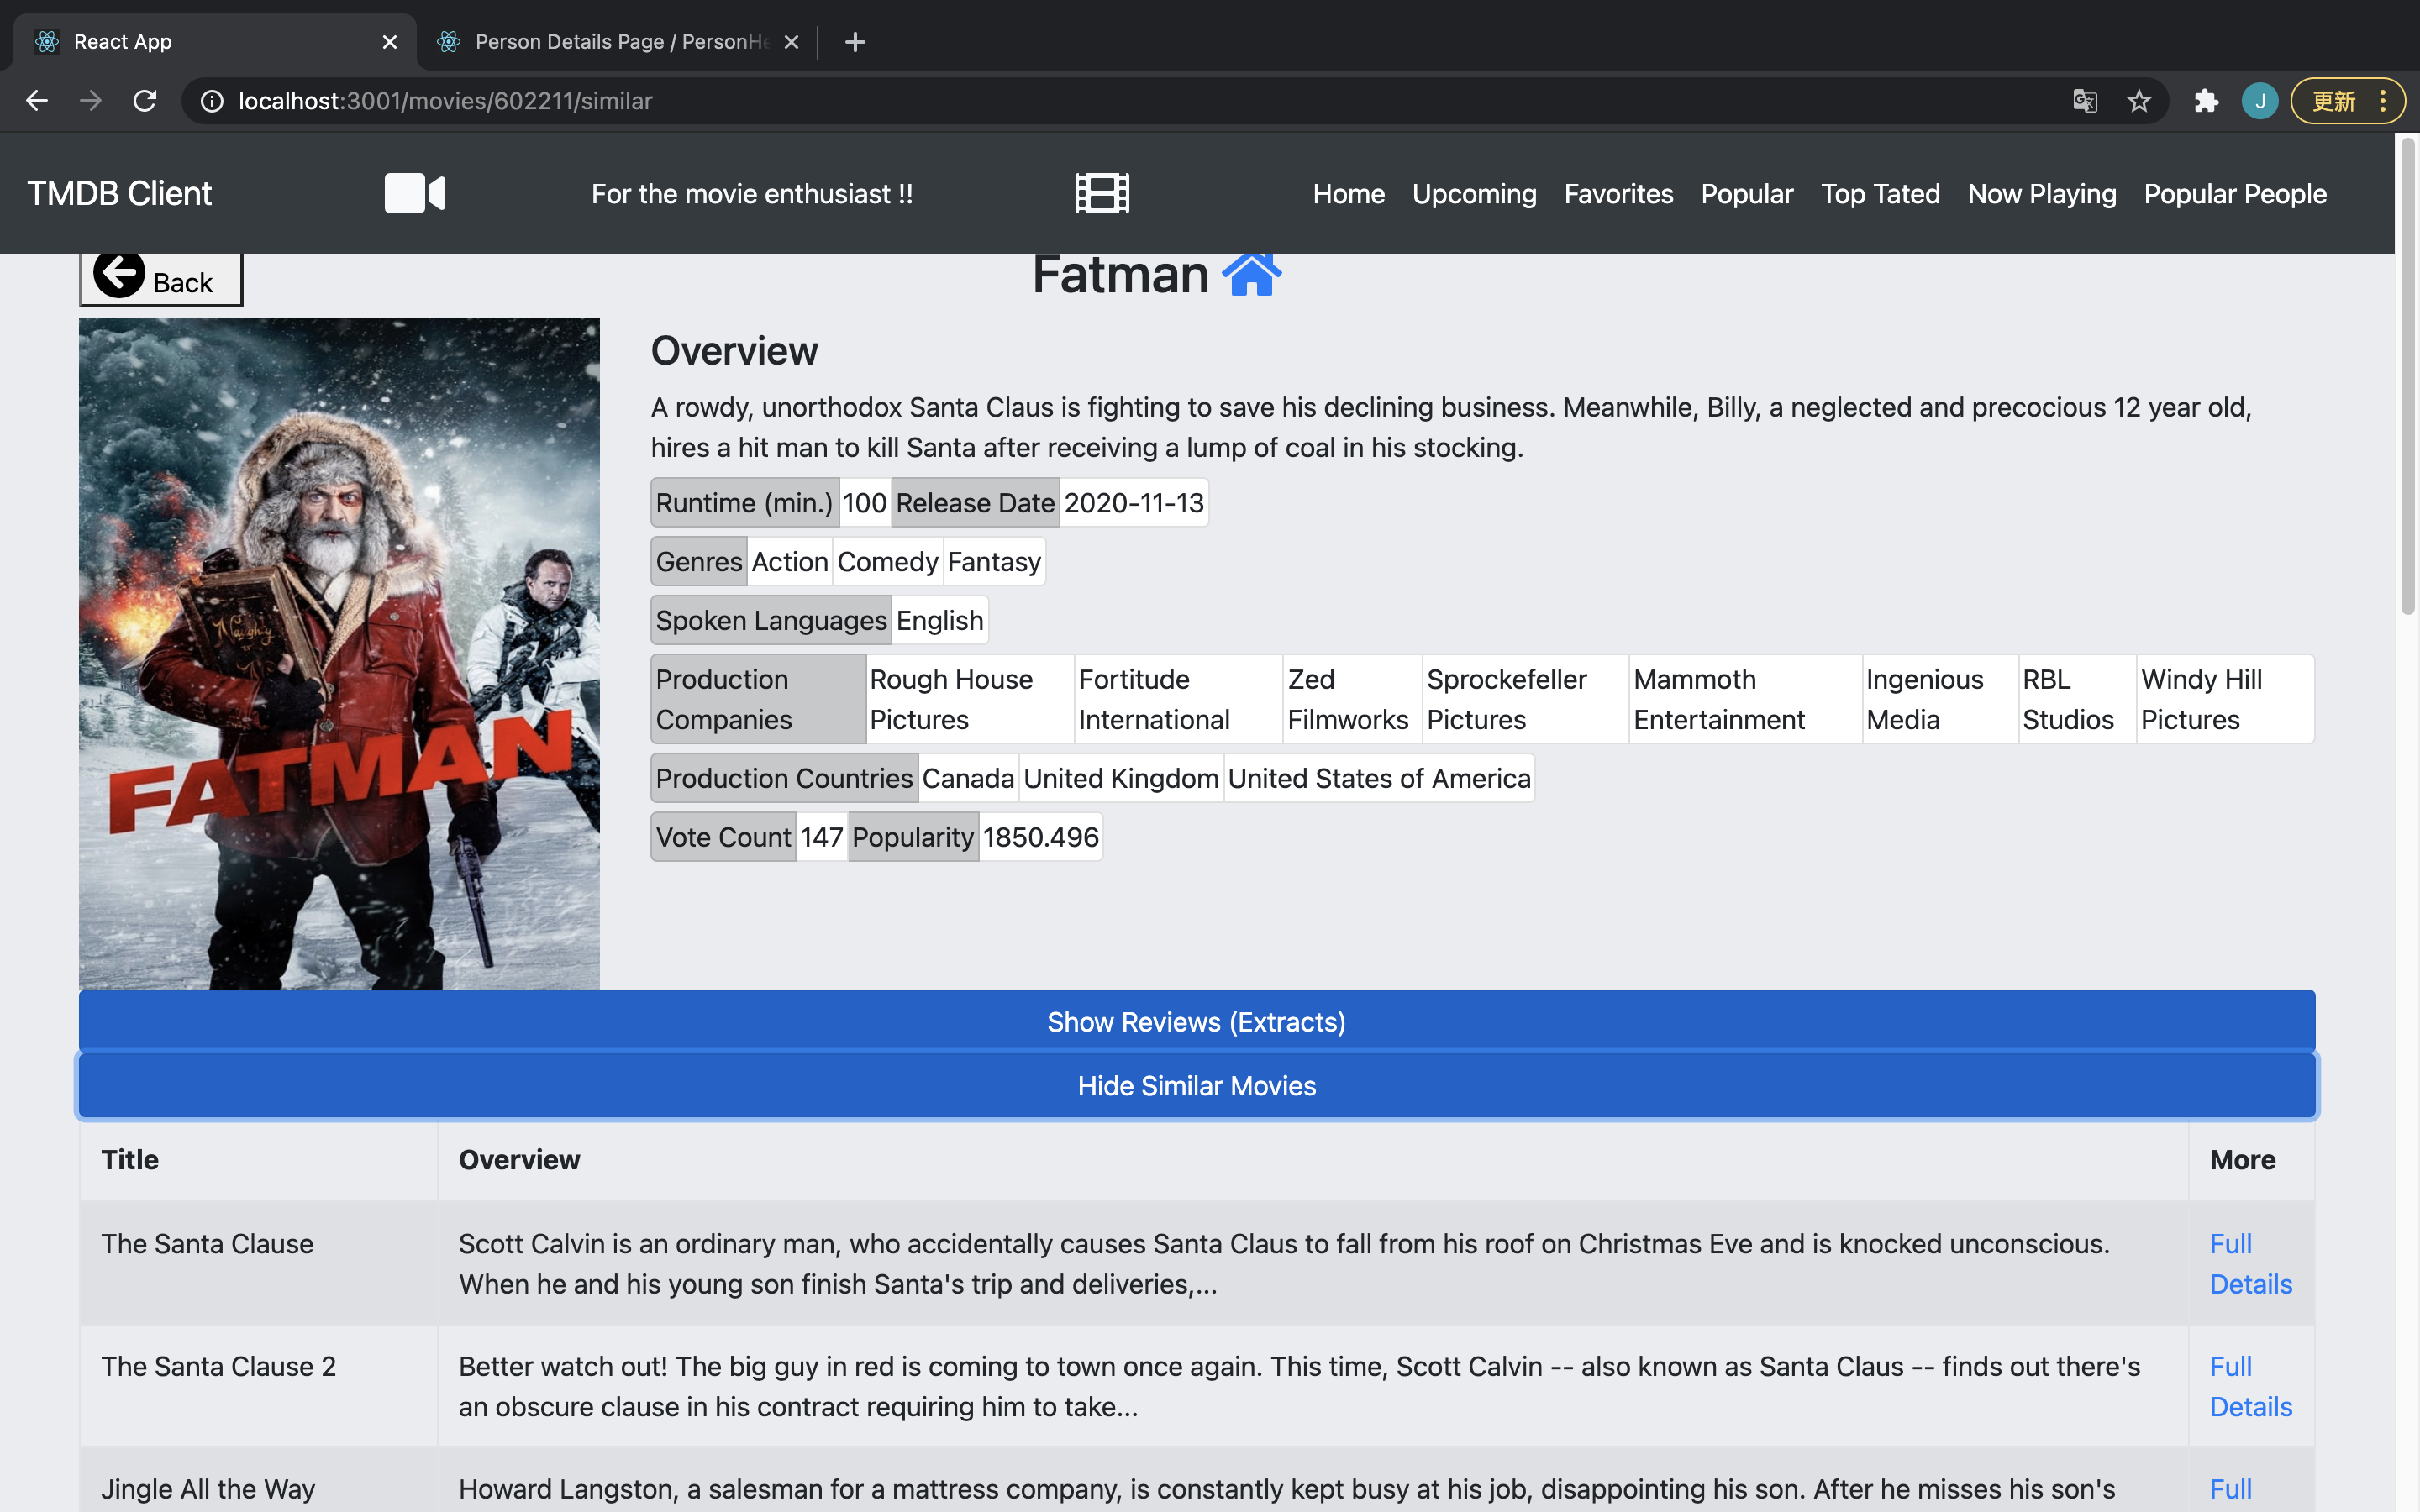 React App
Person Details Page / PersonHe
localhost:3001/movies/602211/similar
J
更新
TMDB Client
For the movie enthusiast !!
Home Upcoming Favorites Popular Top Tated Now Playing Popular People
Back
Fatman
Naughty
FATMAN
Overview
A rowdy, unorthodox Santa Claus is fighting to save his declining business. Meanwhile, Billy, a neglected and precocious 12 year old,
hires a hit man to kill Santa after receiving a lump of coal in his stocking.
Runtime (min.) 100 Release Date 2020-11-13
Genres Action Comedy Fantasy
Spoken Languages English
Production Companies Rough House Pictures Fortitude International Zed Filmworks Sprockefeller Pictures Mammoth Entertainment Ingenious Media RBL Studios Windy Hill Pictures
Production Countries Canada United Kingdom United States of America
Vote Count 147 Popularity 1850.496
Show Reviews (Extracts)
Hide Similar Movies
Title Overview More
The Santa Clause
Scott Calvin is an ordinary man, who accidentally causes Santa Claus to fall from his roof on Christmas Eve and is knocked unconscious.
When he and his young son finish Santa's trip and deliveries,...
Full
Details
The Santa Clause 2
Better watch out! The big guy in red is coming to town once again. This time, Scott Calvin -- also known as Santa Claus -- finds out there's
an obscure clause in his contract requiring him to take...
Full
Details
Jingle All the Way
Howard Langston, a salesman for a mattress company, is constantly kept busy at his job, disappointing his son. After he misses his son's
Full